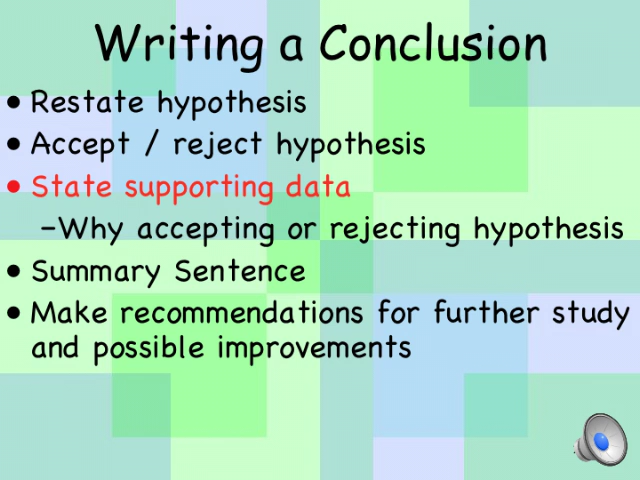 Writing a Conclusion
• Restate hypothesis
• Accept / reject hypothesis
• State supporting data
–Why accepting or rejecting hypothesis
• Summary Sentence
• Make recommendations for further study
and possible improvements